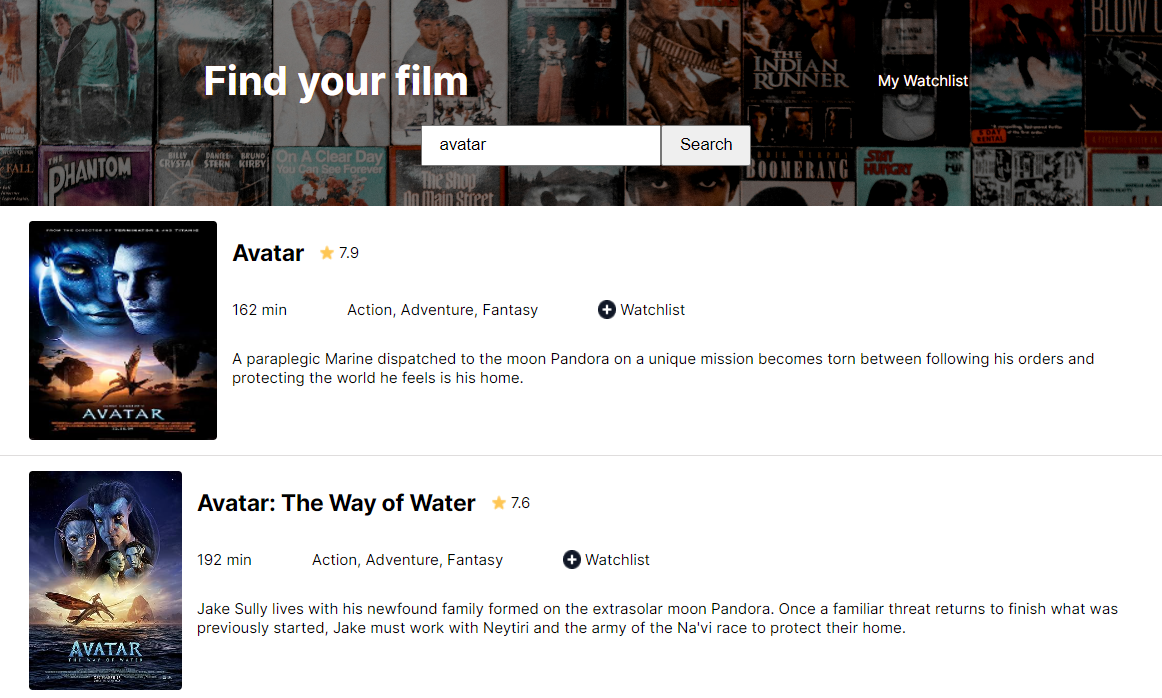 Love & Mace
Find your film
My Watchlist
THE
INDIAN
RUNNER
BLOW
avatar
Search
THE
PHANTOM
BILLY CRYSTAL DANIEL STERN BRUNO KIRBY
On A Clear Day
You Can See Forever
The Shop
On Main Street
BOOMERANG
STAY
HUNGRY
CBS
FOX
FALL
FROM THE DIRECTOR OF TERMINATOR 2 AND TITANIC
AVATAR
Avatar
7.9
162 min
Action, Adventure, Fantasy
Watchlist
A paraplegic Marine dispatched to the moon Pandora on a unique mission becomes torn between following his orders and
protecting the world he feels is his home.
AVATAR
THE WAY OF WATER
Avatar: The Way of Water
7.6
192 min
Action, Adventure, Fantasy
Watchlist
Jake Sully lives with his newfound family formed on the extrasolar moon Pandora. Once a familiar threat returns to finish what was
previously started, Jake must work with Neytiri and the army of the Na'vi race to protect their home.